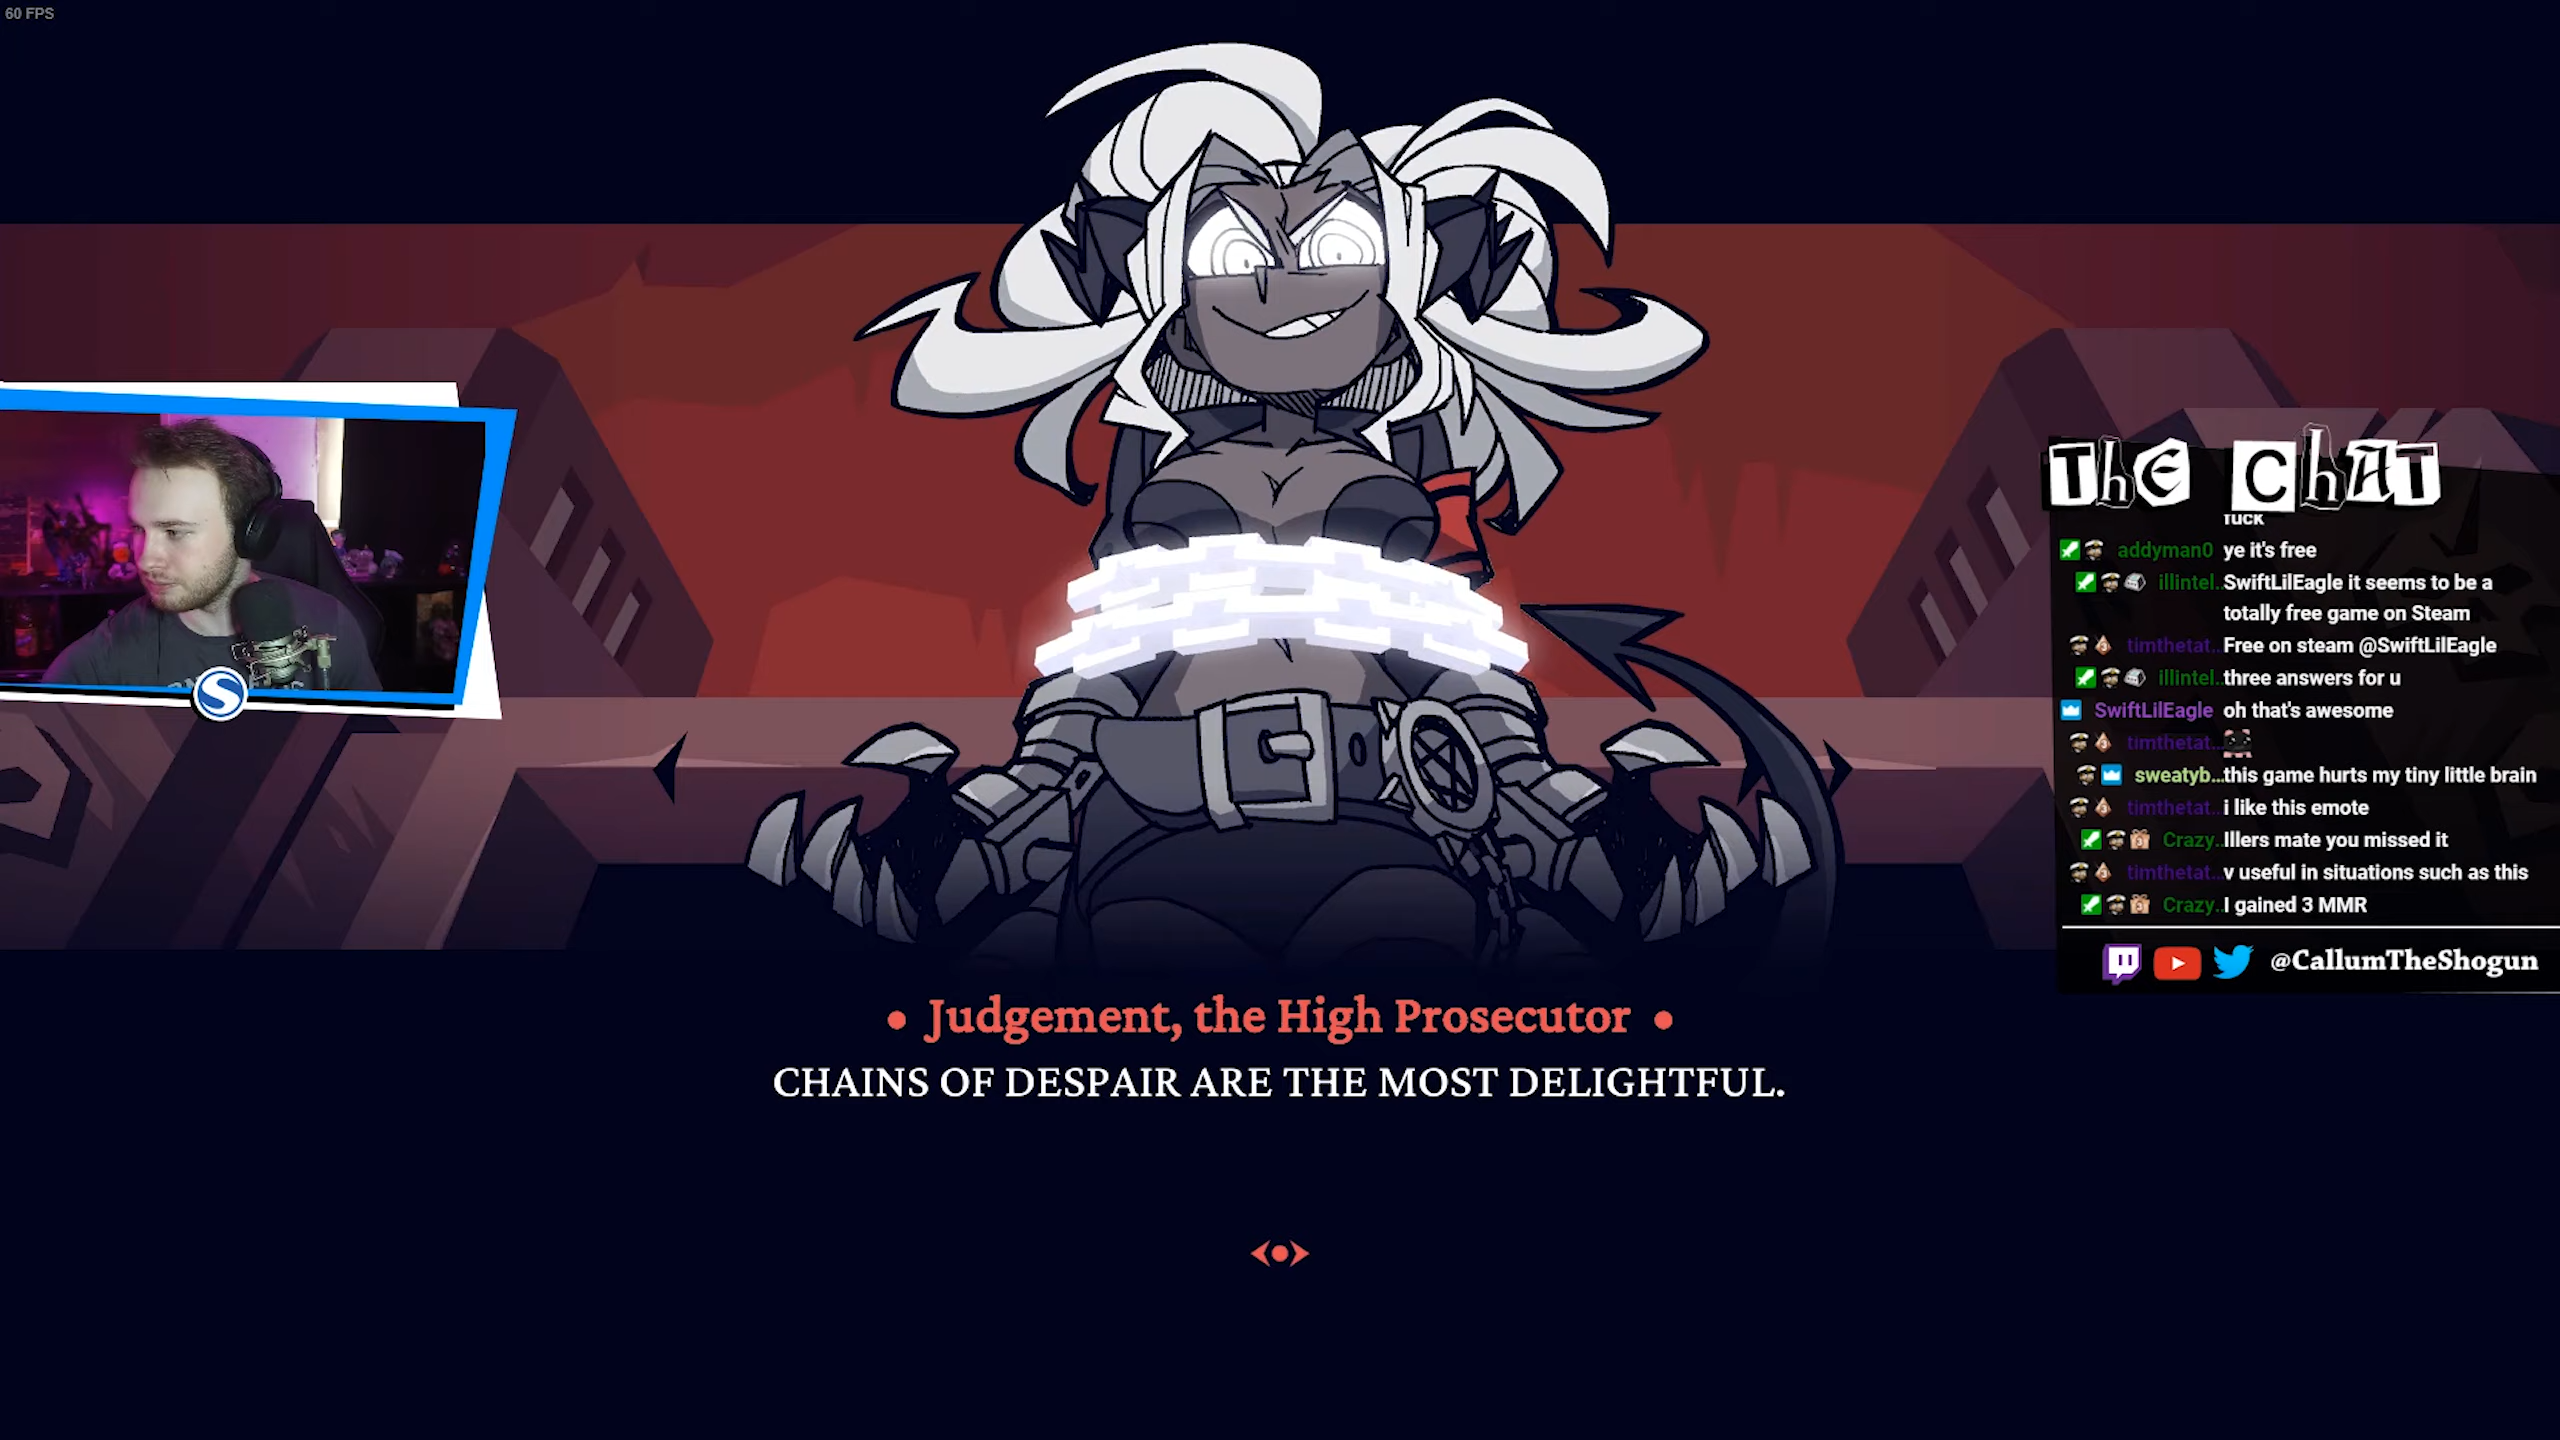 60 FPS
ThE ChAT
fuck
addyman0 ye it's free
illintel.. SwiftLilEagle it seems to be a
totally free game on Steam
timthetat... Free on steam @SwiftLilEagle
illintel.. three answers for u
SwiftLilEagle oh that's awesome
timthetat...
sweatyb... this game hurts my tiny little brain
timthetat... i like this emote
Crazy.. Illers mate you missed it
timthetat... v useful in situations such as this
Crazy.. I gained 3 MMR
@CallumTheShogun
• Judgement, the High Prosecutor •
CHAINS OF DESPAIR ARE THE MOST DELIGHTFUL.